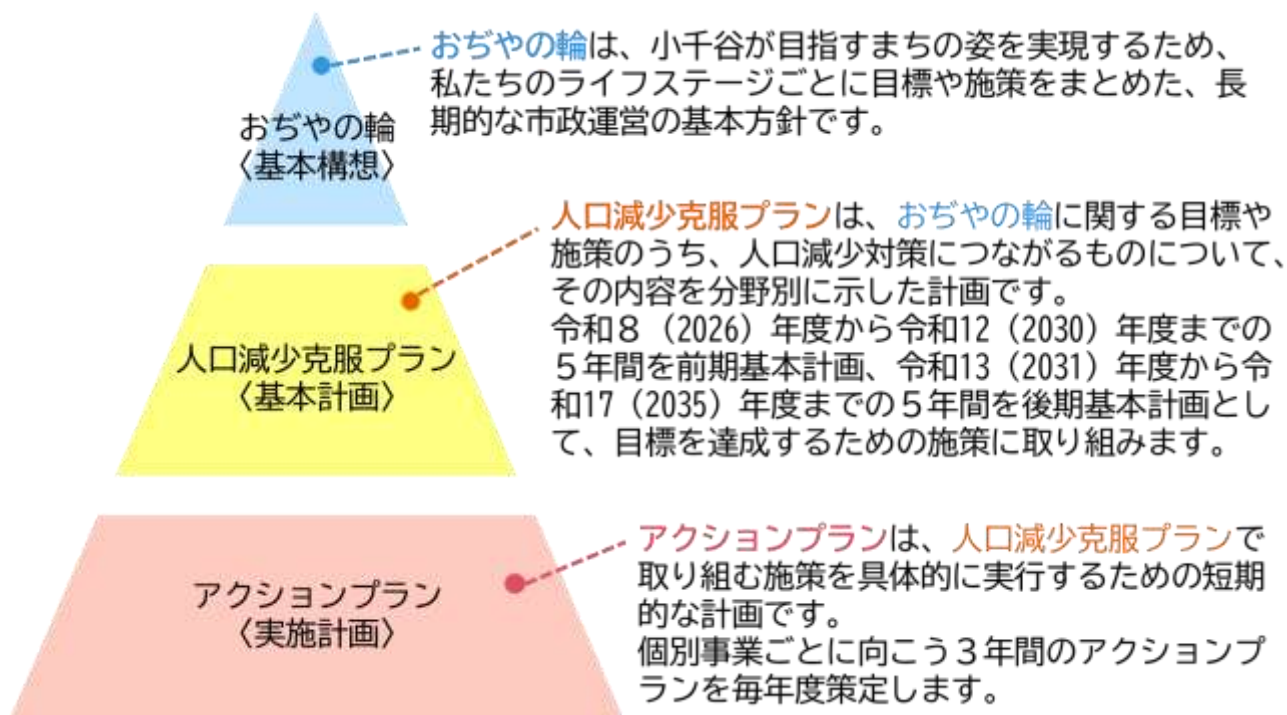 おぢやの輪は、小千谷が目指すまちの姿を実現するため、
私たちのライフステージごとに目標や施策をまとめた、長
期的な市政運営の基本方針です。
おぢやの輪
〈基本構想〉
人口減少克服プランは、おぢやの輪に関する目標や
施策のうち、人口減少対策につながるものについて、
その内容を分野別に示した計画です。
令和８（2026）年度から令和12（2030）年度までの
５年間を前期基本計画、令和13（2031）年度から令
和17（2035）年度までの５年間を後期基本計画とし
て、目標を達成するための施策に取り組みます。
人口減少克服プラン
〈基本計画〉
アクションプランは、人口減少克服プランで
取り組む施策を具体的に実行するための短期
的な計画です。
個別事業ごとに向こう３年間のアクションプ
ランを毎年度策定します。
アクションプラン
〈実施計画〉